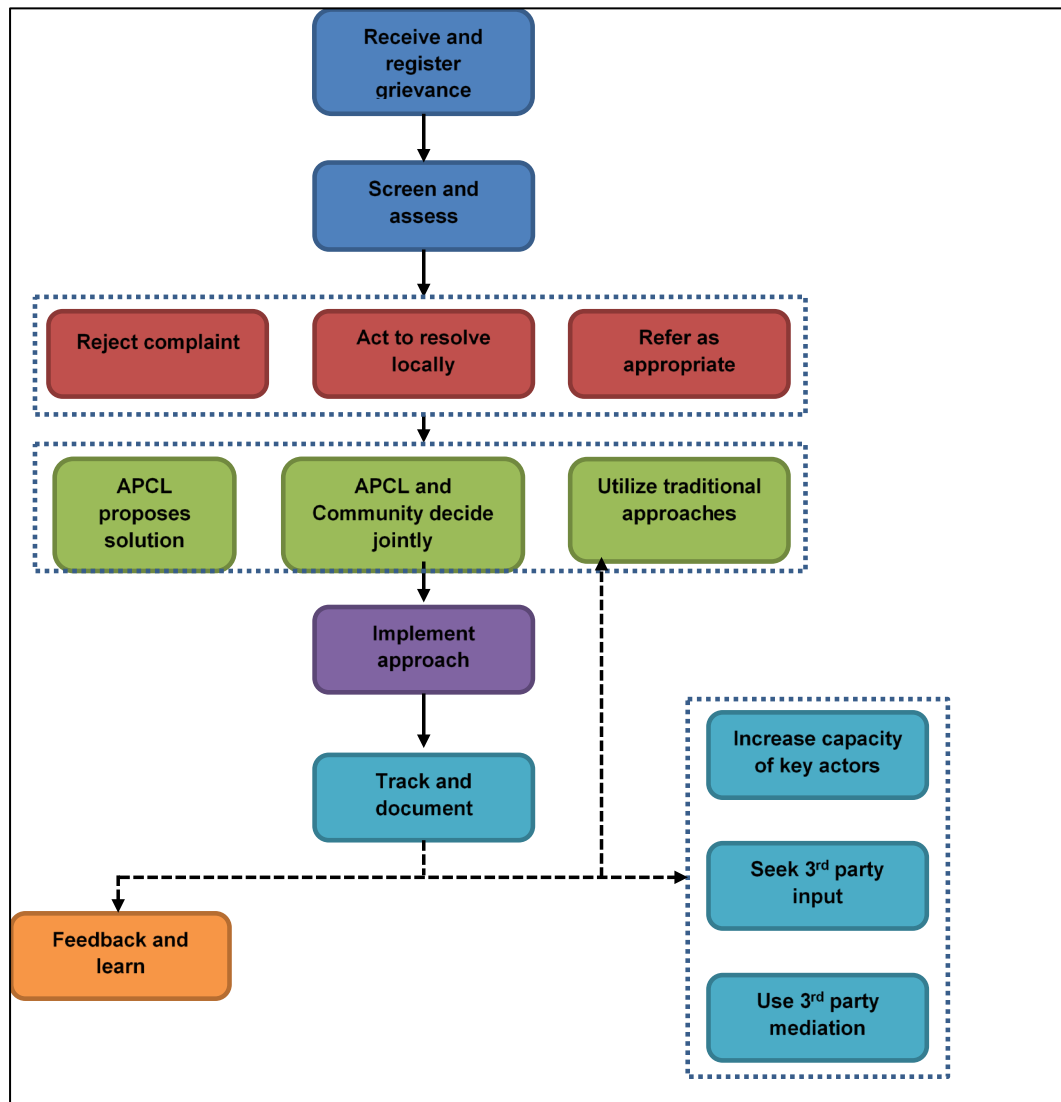 Receive and
register
grievance
Screen and
assess
Reject complaint
Act to resolve
locally
Refer as
appropriate
APCL
proposes
solution
APCL and
Community decide
jointly
Utilize traditional
approaches
Implement
approach
Track and
document
Increase capacity
of key actors
Seek 3rd party
input
Use 3rd party
mediation
Feedback and
learn